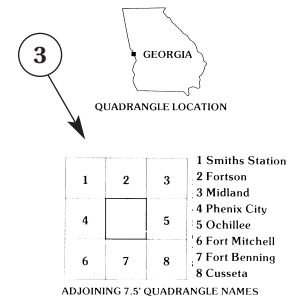 3
GEORGIA
QUADRANGLE LOCATION
1 2 3
4 5
6 7 8
1 Smiths Station
2 Fortson
3 Midland
4 Phenix City
5 Ochillee
6 Fort Mitchell
7 Fort Benning
8 Cusseta
ADJOINING 7.5' QUADRANGLE NAMES